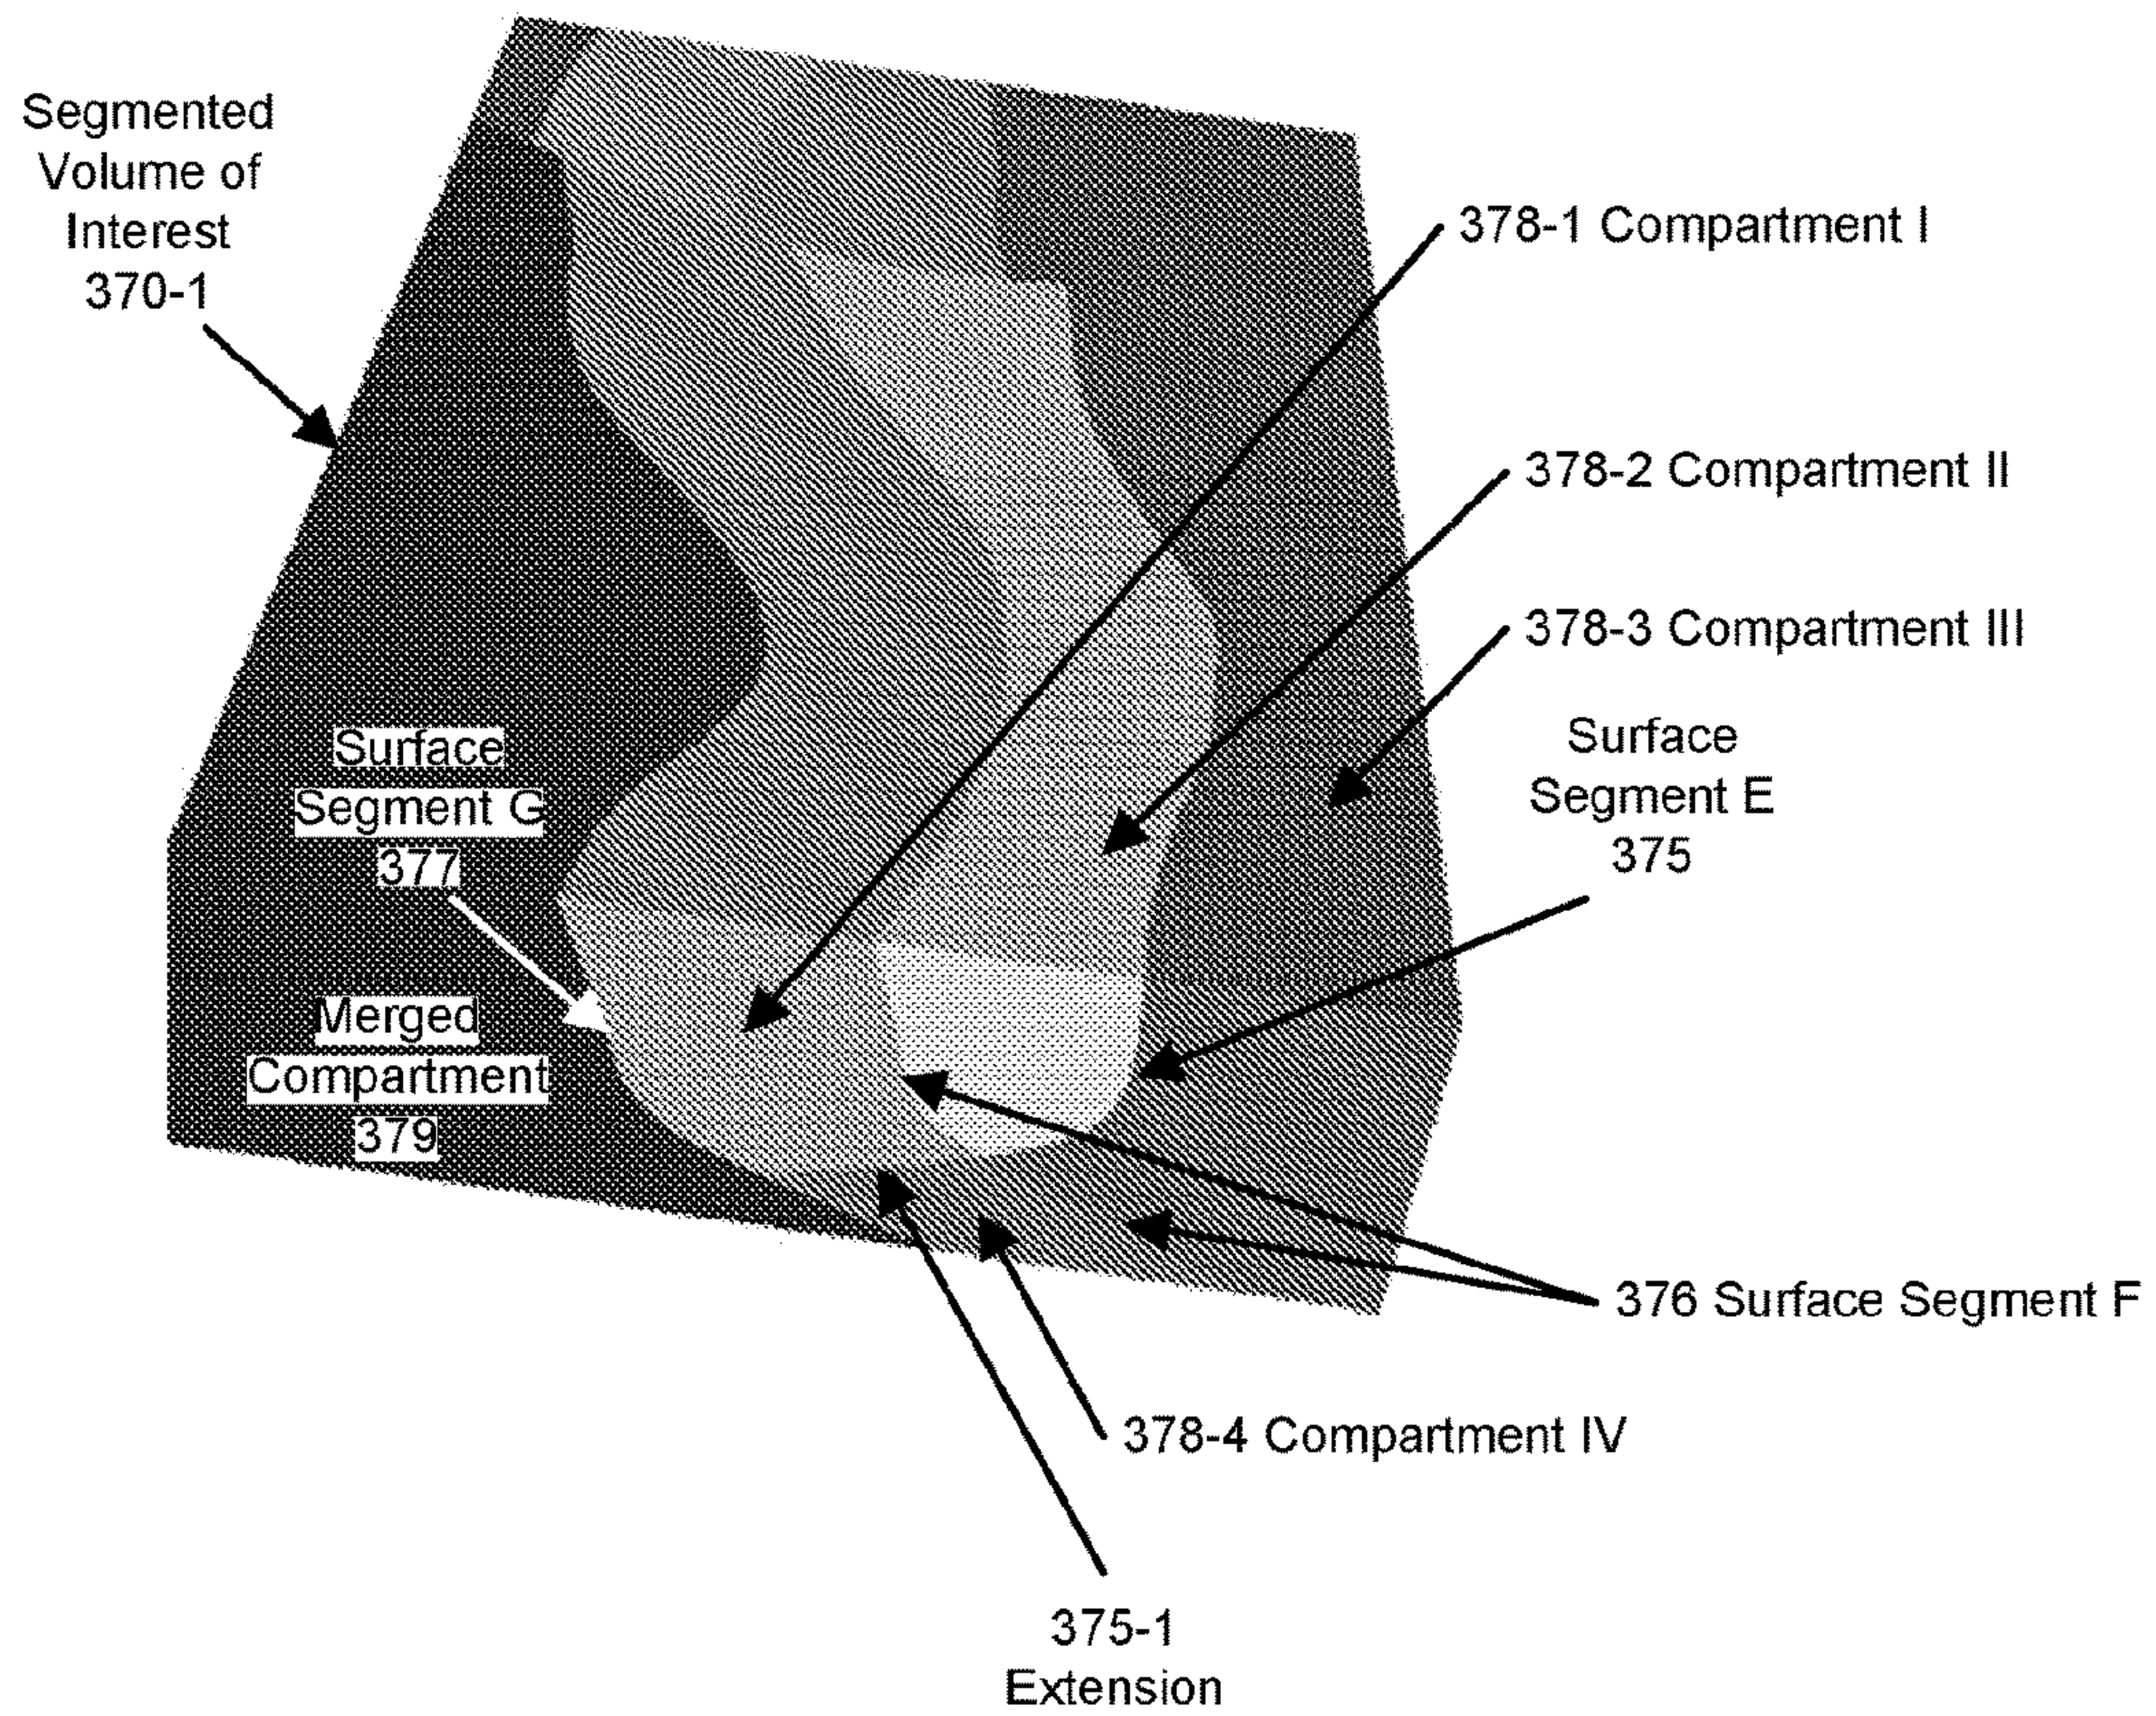 Segmented
Volume of
Interest
370-1
378-1 Compartment I
378-2 Compartment II
378-3 Compartment III
Surface
Segment E
375
Surface
Segment G
377
Merged
Compartment
379
376 Surface Segment F
378-4 Compartment IV
375-1
Extension